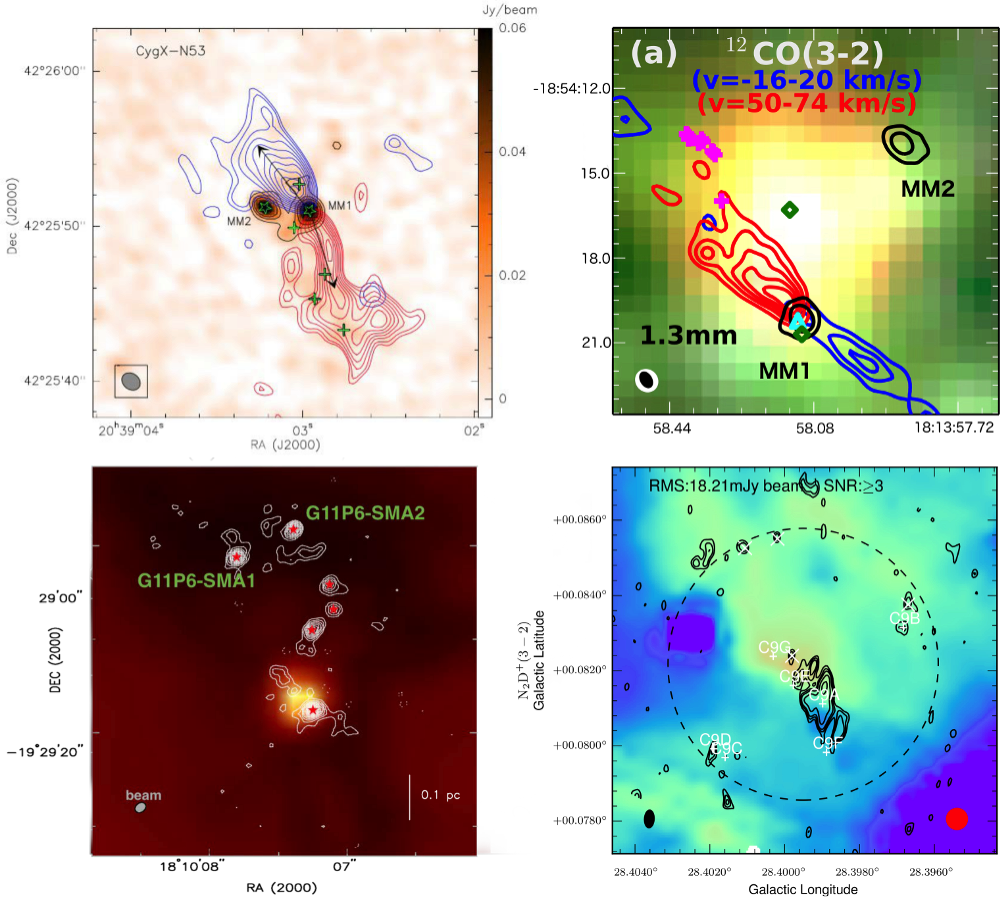 Jy/beam
CygX-N53
0.06
0.04
0.02
0
42°26'00"
42°25'50"
42°25'40"
Dec (J2000)
MM2
MM1
20ʰ39ᵐ04ˢ
03ˢ
02ˢ
RA (J2000)
(a) ¹²CO(3-2)
(v=-16-20 km/s)
(v=50-74 km/s)
-18:54:12.0
15.0
18.0
21.0
MM2
1.3mm
MM1
58.44
58.08
18:13:57.72
G11P6-SMA2
G11P6-SMA1
29'00"
−19°29'20"
DEC (2000)
beam
0.1 pc
18°10'08"
07"
RA (2000)
RMS:18.21mJy beam SNR:≥3
+00.0860°
+00.0840°
+00.0820°
+00.0800°
+00.0780°
N₂D⁺(3 − 2)
Galactic Latitude
C9B
C9G
C9A
C9F
C9D
C9C
28.4040°
28.4020°
28.4000°
28.3980°
28.3960°
Galactic Longitude